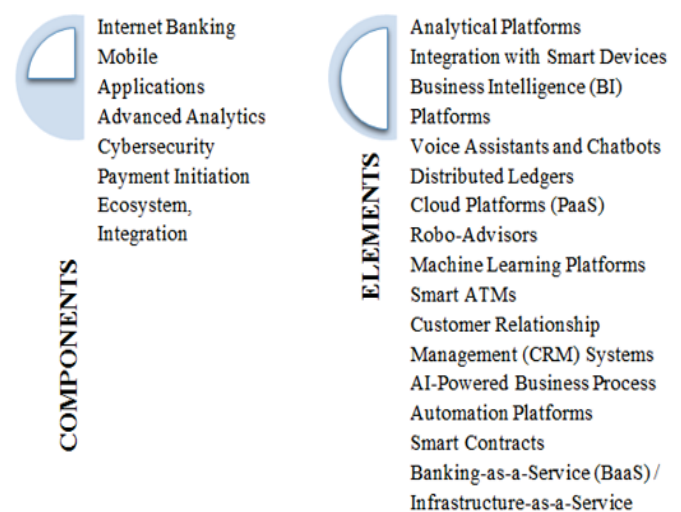 Internet Banking
Mobile
Applications
Advanced Analytics
Cybersecurity
Payment Initiation
Ecosystem,
Integration
COMPONENTS
Analytical Platforms
Integration with Smart Devices
Business Intelligence (BI)
Platforms
Voice Assistants and Chatbots
Distributed Ledgers
Cloud Platforms (PaaS)
Robo-Advisors
Machine Learning Platforms
Smart ATMs
Customer Relationship
Management (CRM) Systems
AI-Powered Business Process
Automation Platforms
Smart Contracts
Banking-as-a-Service (BaaS) /
Infrastructure-as-a-Service
ELEMENTS